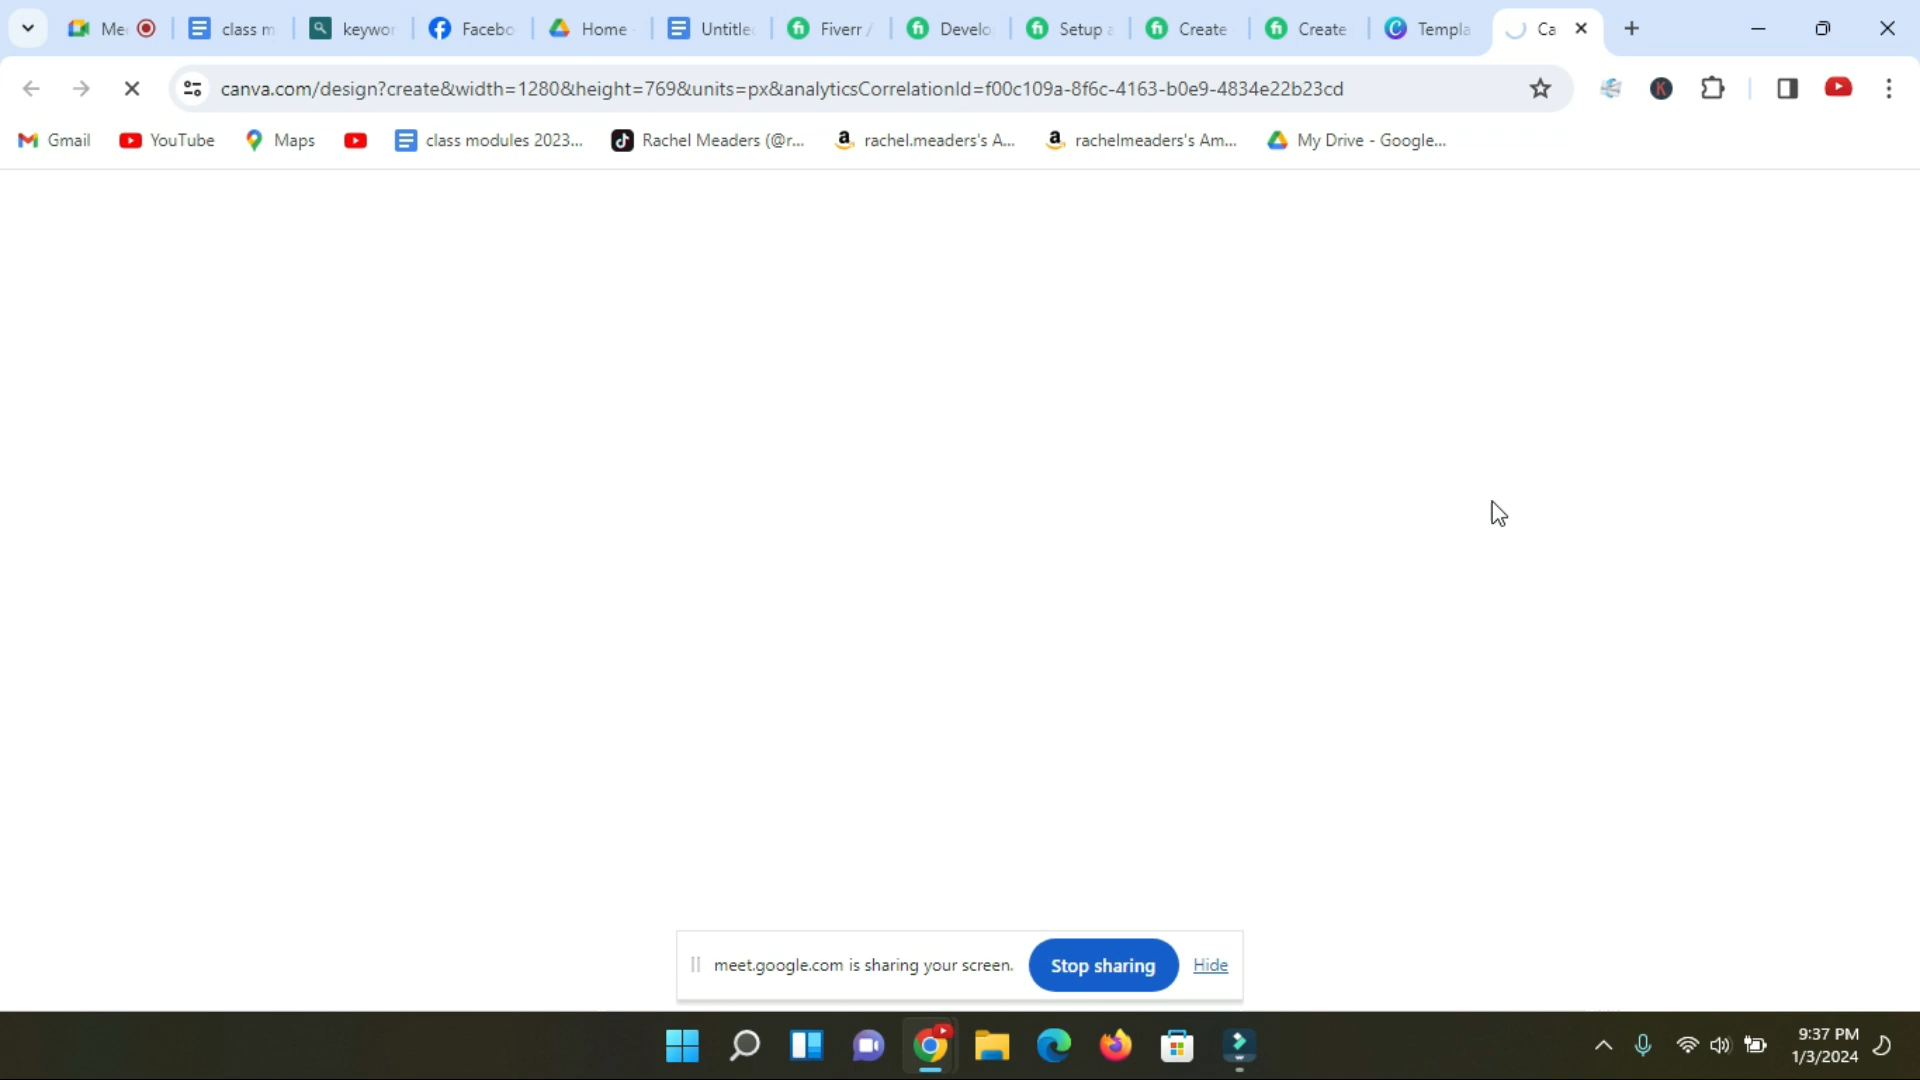 Me
class m
keywor
Facebo
Home
Untitle
Fiverr /
Develo
Setup a
Create
Create
Templa
Ca
canva.com/design?create&width=1280&height=769&units=px&analyticsCorrelationId=f00c109a-8f6c-4163-b0e9-4834e22b23cd
K
Gmail
YouTube
Maps
class modules 2023...
Rachel Meaders (@r...
rachel.meaders's A...
rachelmeaders's Am...
My Drive - Google...
meet.google.com is sharing your screen.
Stop sharing
Hide
9:37 PM
1/3/2024